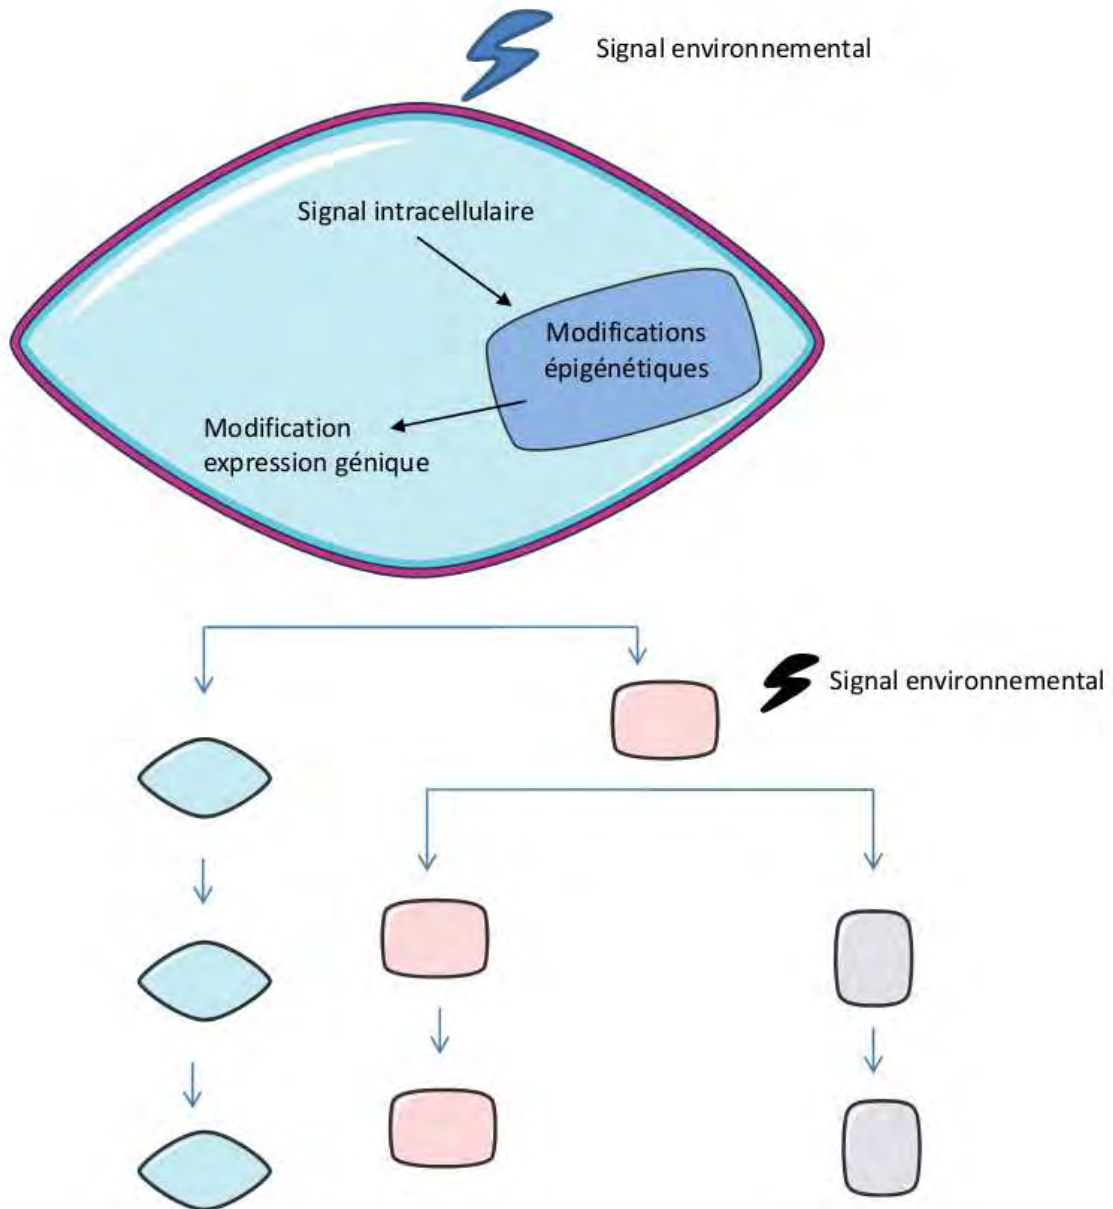 Signal environnemental
Signal intracellulaire
Modifications
épigénétiques
Modification
expression génique
Signal environnemental